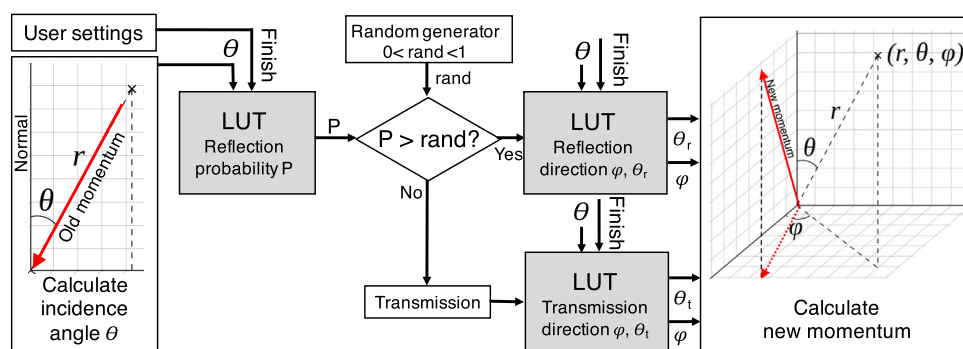 User settings
θ
Finish
Normal
r
θ
Old momentum
Calculate
incidence
angle θ
LUT
Reflection
probability P
P
Random generator
0< rand <1
rand
P > rand?
Yes
No
Transmission
θ
Finish
LUT
Reflection
direction φ, θr
θr
φ
θ
Finish
LUT
Transmission
direction φ, θt
θt
φ
New momentum
(r, θ, φ)
r
θ
φ
Calculate
new momentum